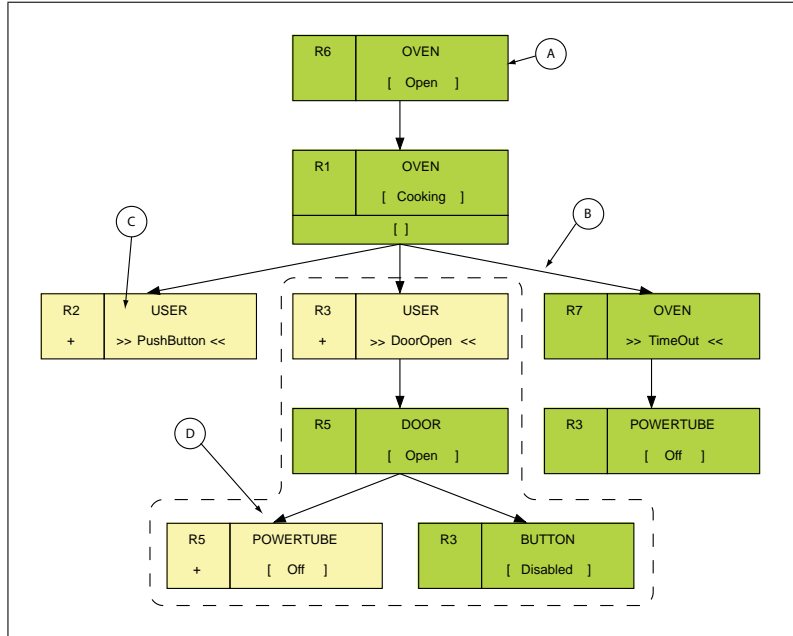 R6 OVEN
[ Open ]
A
R1 OVEN
[ Cooking ]
[ ]
B
C
R2 USER
+ >> PushButton <<
R3 USER
+ >> DoorOpen <<
R7 OVEN
>> TimeOut <<
R5 DOOR
[ Open ]
R3 POWERTUBE
[ Off ]
D
R5 POWERTUBE
+ [ Off ]
R3 BUTTON
[ Disabled ]